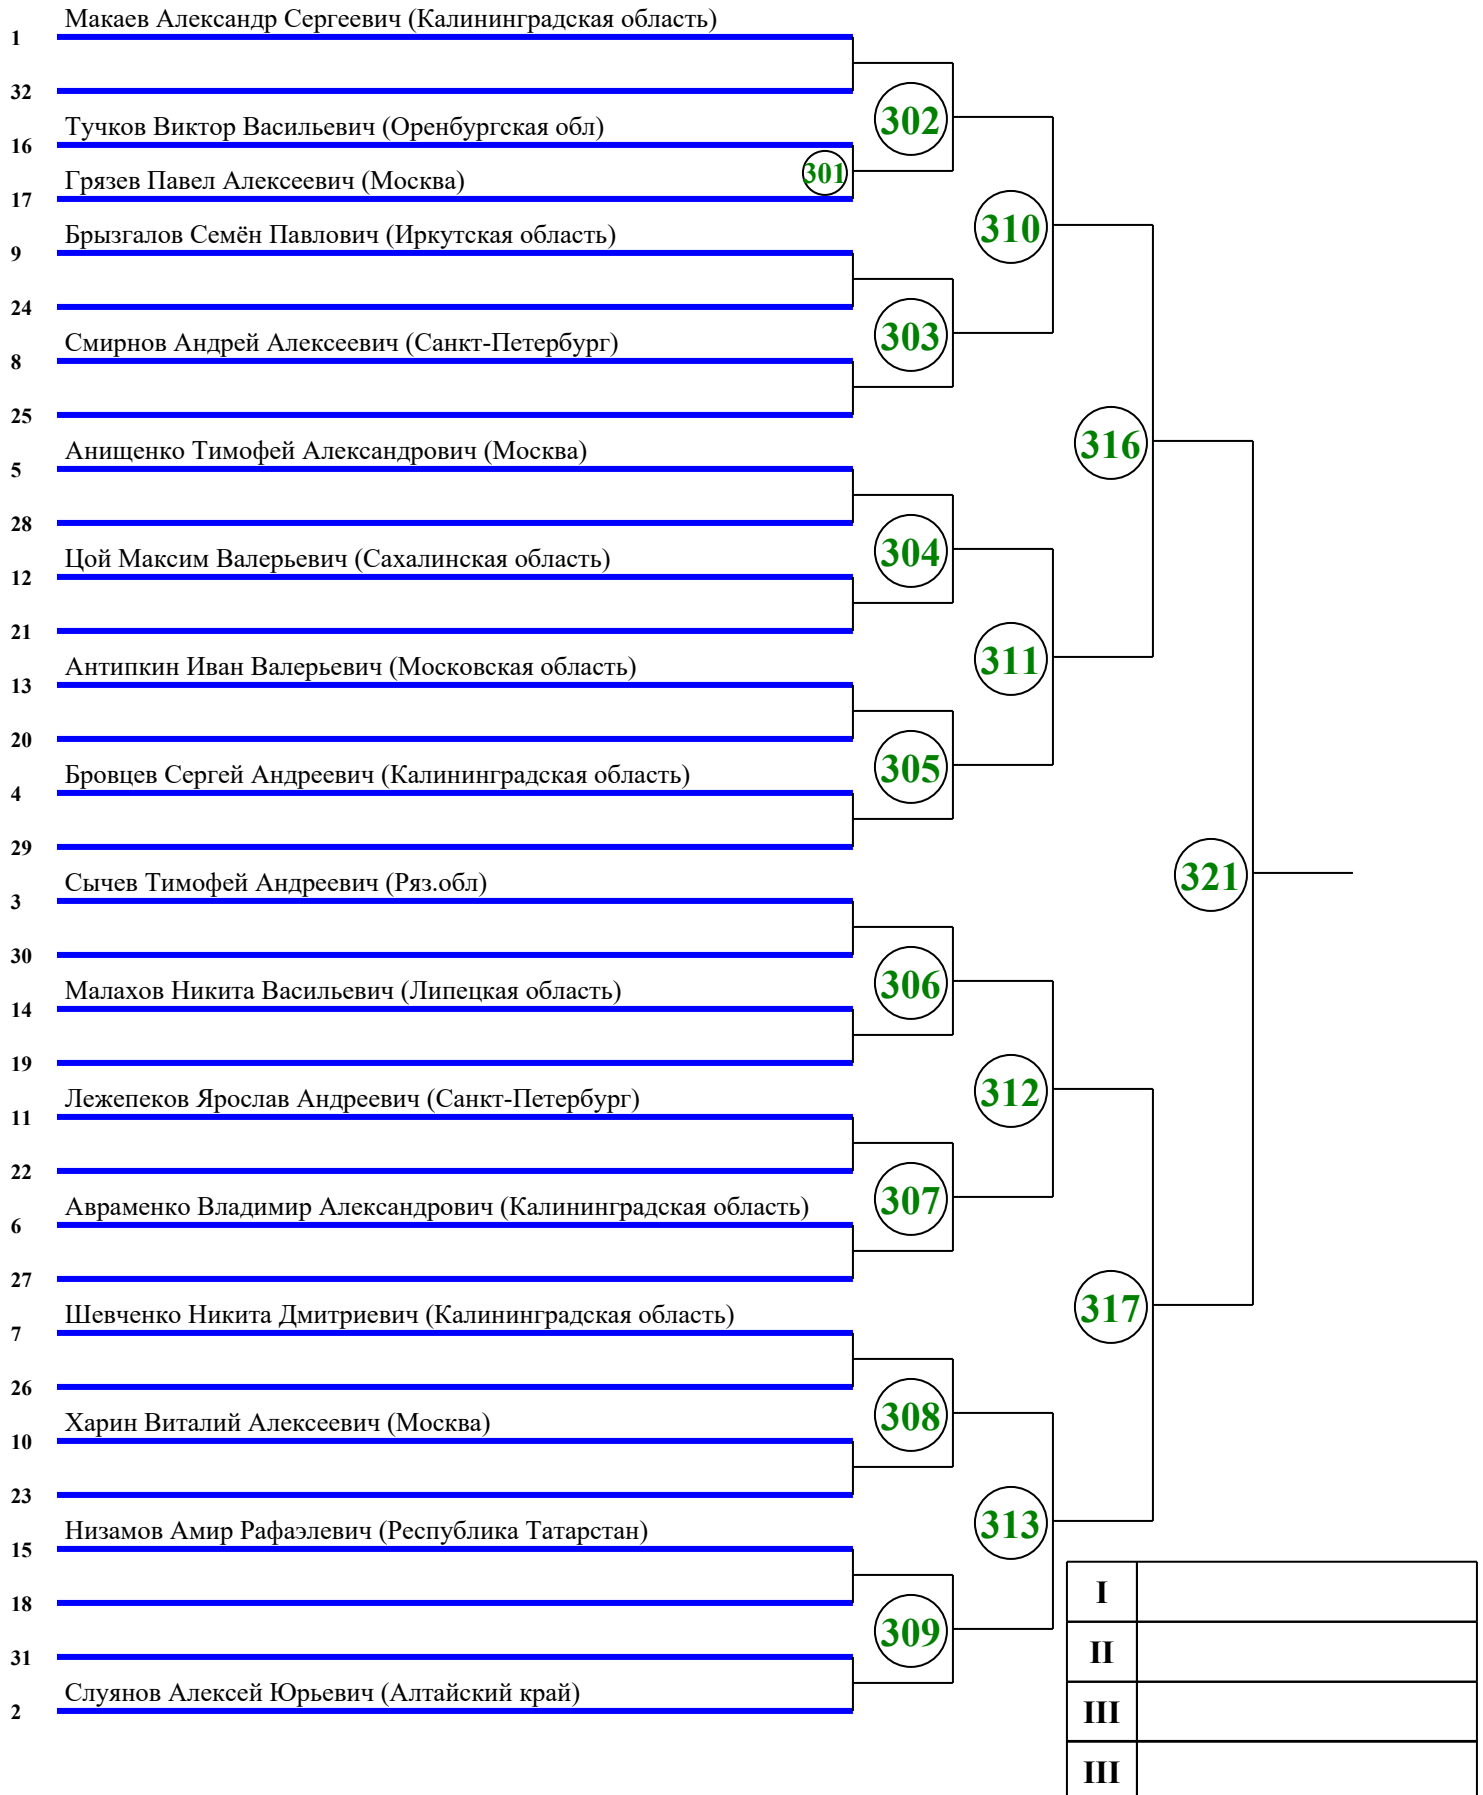 Макаев Александр Сергеевич (Калининградская область)
1
32
Тучков Виктор Васильевич (Оренбургская обл)
302
16
301
Грязев Павел Алексеевич (Москва)
17
310
Брызгалов Семён Павлович (Иркутская область)
9
24
303
Смирнов Андрей Алексеевич (Санкт-Петербург)
8
25
316
Анищенко Тимофей Александрович (Москва)
5
28
304
Цой Максим Валерьевич (Сахалинская область)
12
21
311
Антипкин Иван Валерьевич (Московская область)
13
20
305
Бровцев Сергей Андреевич (Калининградская область)
4
29
321
Сычев Тимофей Андреевич (Ряз.обл)
3
30
306
Малахов Никита Васильевич (Липецкая область)
14
19
312
Лежепеков Ярослав Андреевич (Санкт-Петербург)
11
22
307
Авраменко Владимир Александрович (Калининградская область)
6
27
317
Шевченко Никита Дмитриевич (Калининградская область)
7
26
308
Харин Виталий Алексеевич (Москва)
10
23
313
Низамов Амир Рафаэлевич (Республика Татарстан)
15
I
18
309
II
31
Слуянов Алексей Юрьевич (Алтайский край)
2
III
III